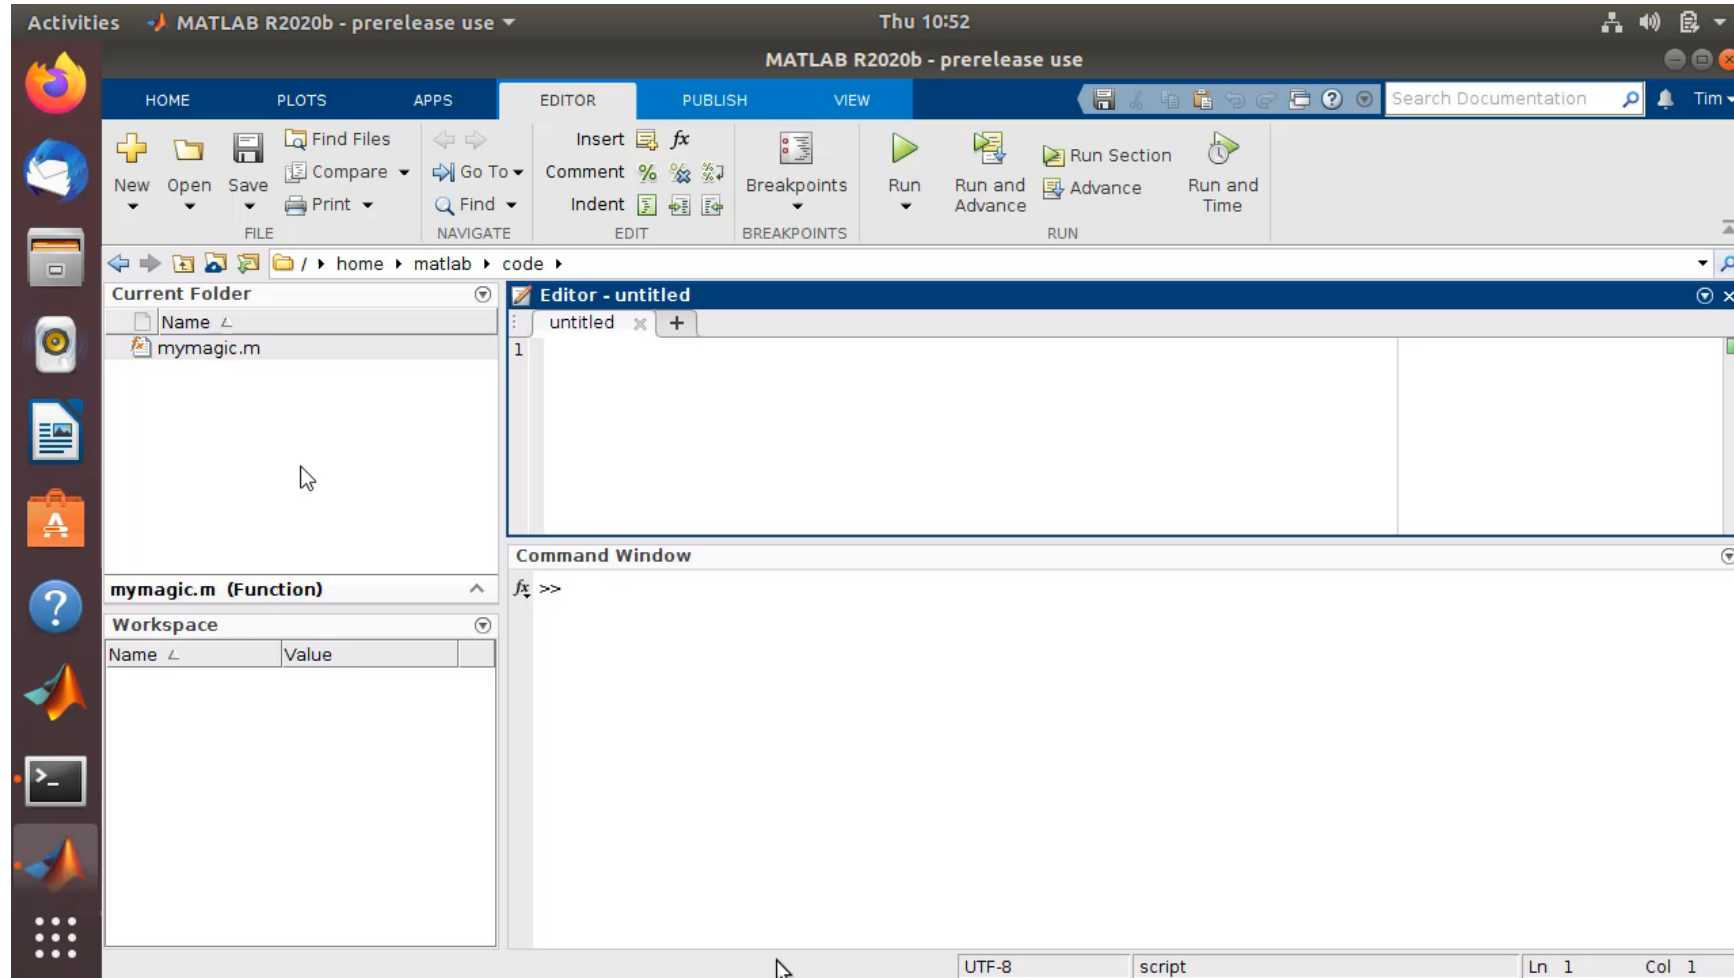 Activities MATLAB R2020b - prerelease use Thu 10:52
MATLAB R2020b - prerelease use
HOME PLOTS APPS EDITOR PUBLISH VIEW Search Documentation Tim
Find Files Insert fx
Compare Go To Comment % Run Section
New Open Save Breakpoints Run Run and Advance Run and Time
Advance
Print Find Indent
FILE NAVIGATE EDIT BREAKPOINTS RUN
/ home matlab code
Current Folder
Name
mymagic.m
Editor - untitled
untitled +
1
Command Window
fx >>
mymagic.m (Function)
Workspace
Name Value
UTF-8 script Ln 1 Col 1